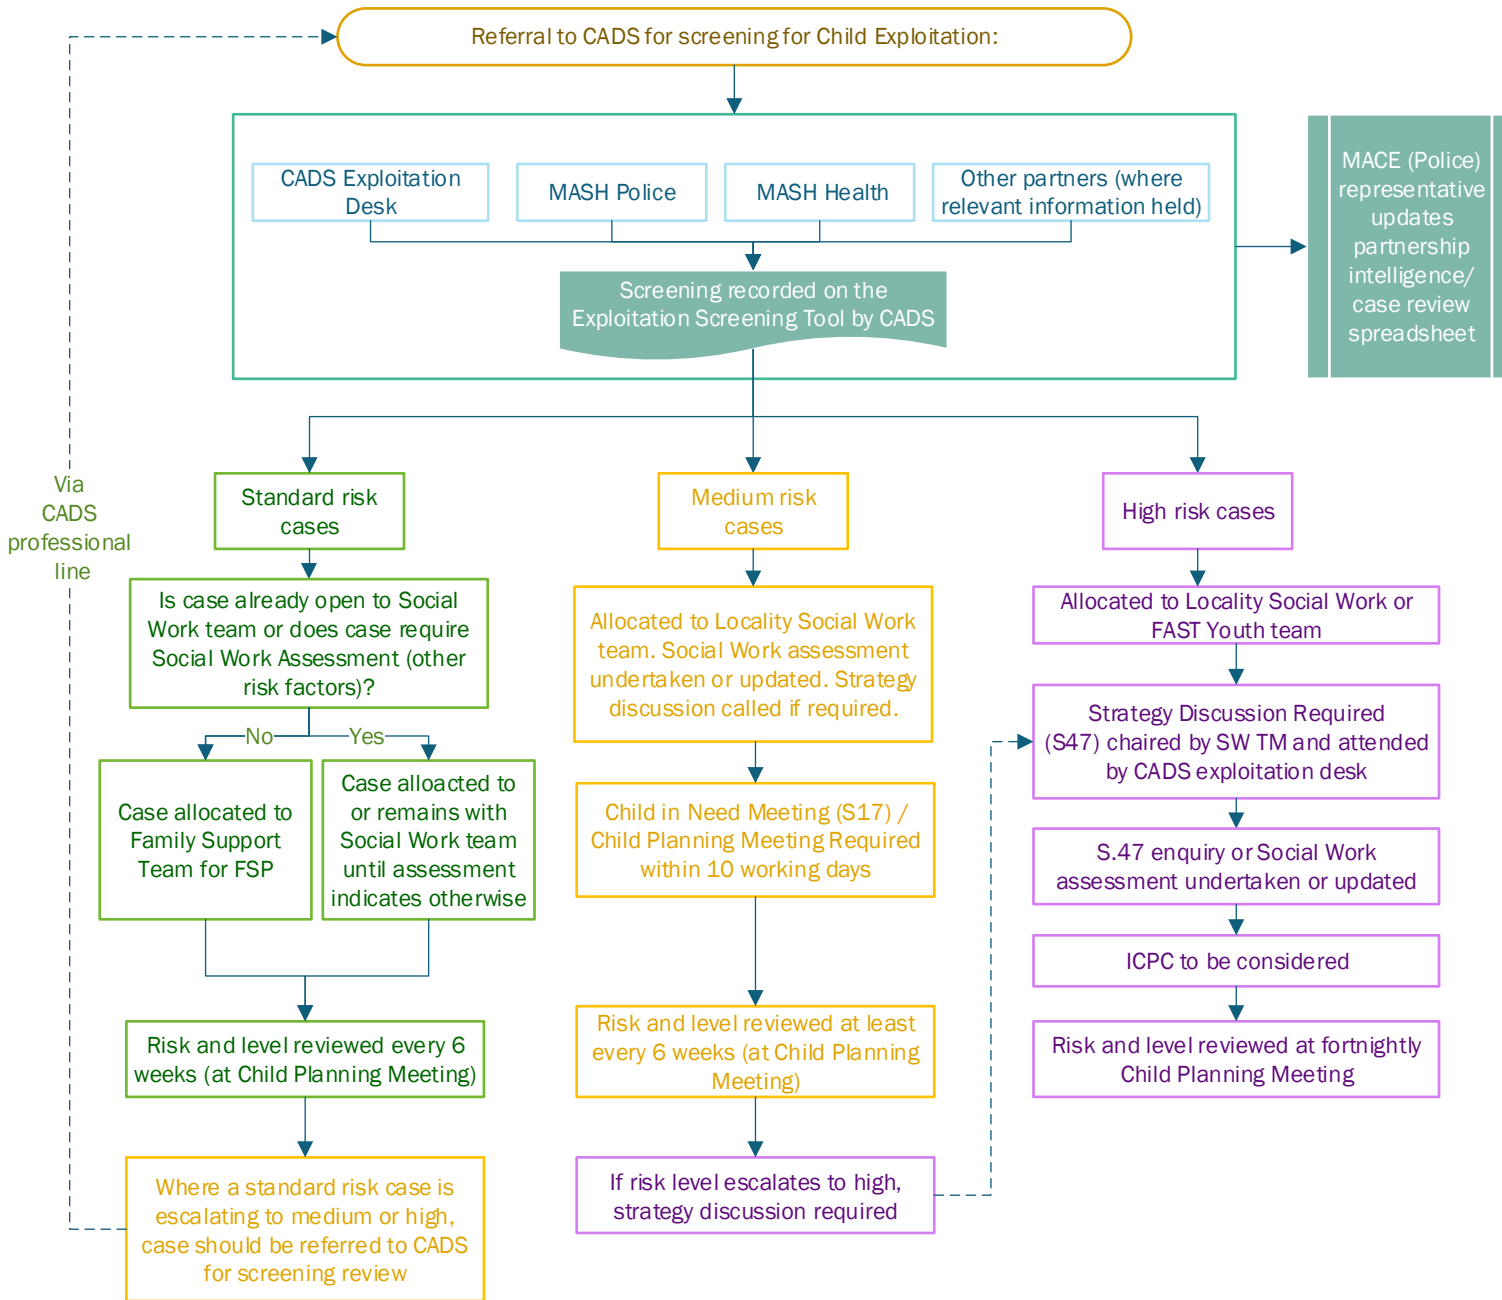 Referral to CADS for screening for Child Exploitation:
CADS Exploitation
Desk
MASH Police
MASH Health
Other partners (where
relevant information held)
Screening recorded on the
Exploitation Screening Tool by CADS
MACE (Police)
representative
updates
partnership
intelligence/
case review
spreadsheet
Via
CADS
professional
line
Standard risk
cases
Is case already open to Social
Work team or does case require
Social Work Assessment (other
risk factors)?
No
Yes
Case allocated to
Family Support
Team for FSP
Case alloacted to
or remains with
Social Work team
until assessment
indicates otherwise
Risk and level reviewed every 6
weeks (at Child Planning Meeting)
Where a standard risk case is
escalating to medium or high,
case should be referred to CADS
for screening review
Medium risk
cases
Allocated to Locality Social Work
team. Social Work assessment
undertaken or updated. Strategy
discussion called if required.
Child in Need Meeting (S17) /
Child Planning Meeting Required
within 10 working days
Risk and level reviewed at least
every 6 weeks (at Child Planning
Meeting)
If risk level escalates to high,
strategy discussion required
High risk cases
Allocated to Locality Social Work or
FAST Youth team
Strategy Discussion Required
(S47) chaired by SW TM and attended
by CADS exploitation desk
S.47 enquiry or Social Work
assessment undertaken or updated
ICPC to be considered
Risk and level reviewed at fortnightly
Child Planning Meeting